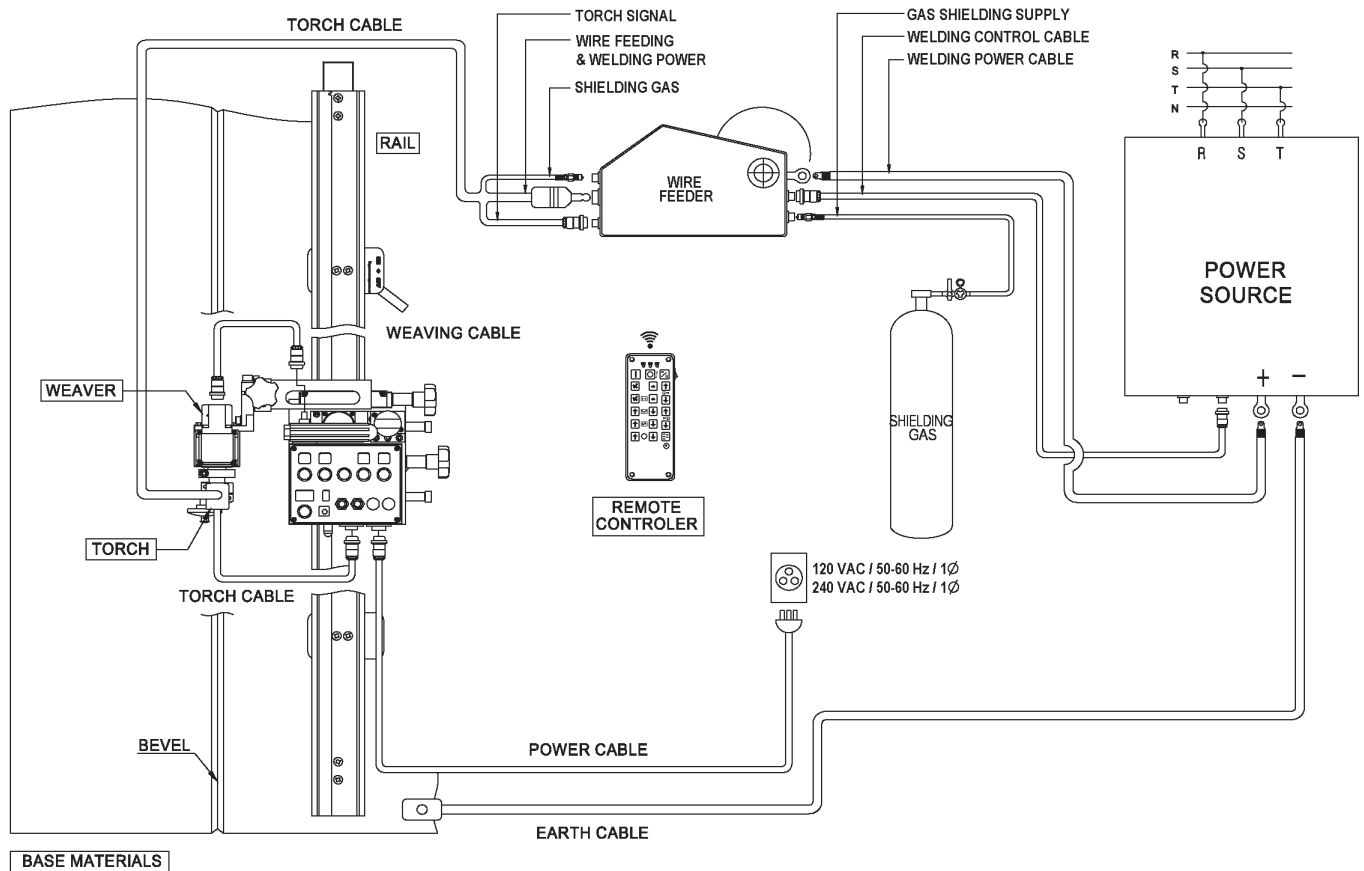 TORCH CABLE
TORCH SIGNAL
WIRE FEEDING
& WELDING POWER
SHIELDING GAS
GAS SHIELDING SUPPLY
WELDING CONTROL CABLE
WELDING POWER CABLE
R
S
T
N
R S T
RAIL
WIRE
FEEDER
POWER
SOURCE
+ −
WEAVING CABLE
WEAVER
SHIELDING
GAS
REMOTE
CONTROLER
TORCH
TORCH CABLE
120 VAC / 50-60 Hz / 1Ø
240 VAC / 50-60 Hz / 1Ø
BEVEL
POWER CABLE
EARTH CABLE
BASE MATERIALS